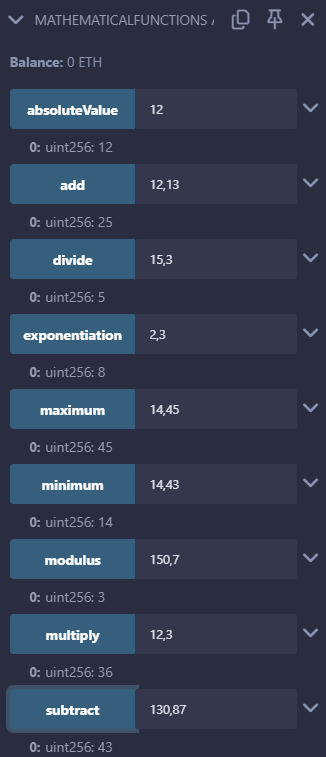 MATHEMATICALFUNCTIONS
Balance: 0 ETH
absoluteValue 12
0: uint256: 12
add 12,13
0: uint256: 25
divide 15,3
0: uint256: 5
exponentiation 2,3
0: uint256: 8
maximum 14,45
0: uint256: 45
minimum 14,43
0: uint256: 14
modulus 150,7
0: uint256: 3
multiply 12,3
0: uint256: 36
subtract 130,87
0: uint256: 43